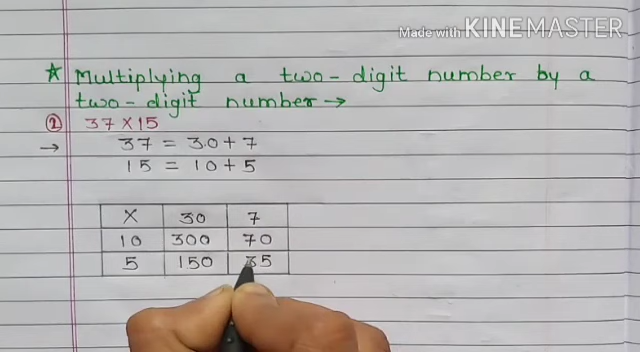 Made with KINEMASTER
☆ Multiplying a two-digit number by a
two-digit number →
② 37 × 15
→ 37 = 30 + 7
15 = 10 + 5
× 30 7
10 300 70
5 150 35